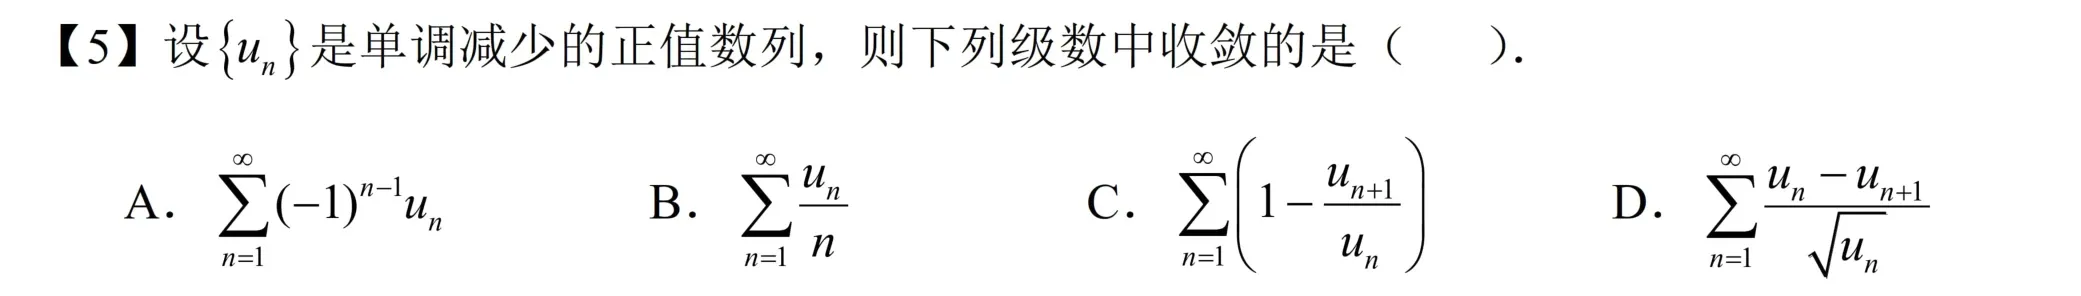 【5】设{uₙ}是单调减少的正值数列，则下列级数中收敛的是（　　）.
A. $\sum_{n=1}^{\infty}(-1)^{n-1}u_n$　B. $\sum_{n=1}^{\infty}\frac{u_n}{n}$　C. $\sum_{n=1}^{\infty}\left(1-\frac{u_{n+1}}{u_n}\right)$　D. $\sum_{n=1}^{\infty}\frac{u_n-u_{n+1}}{\sqrt{u_n}}$